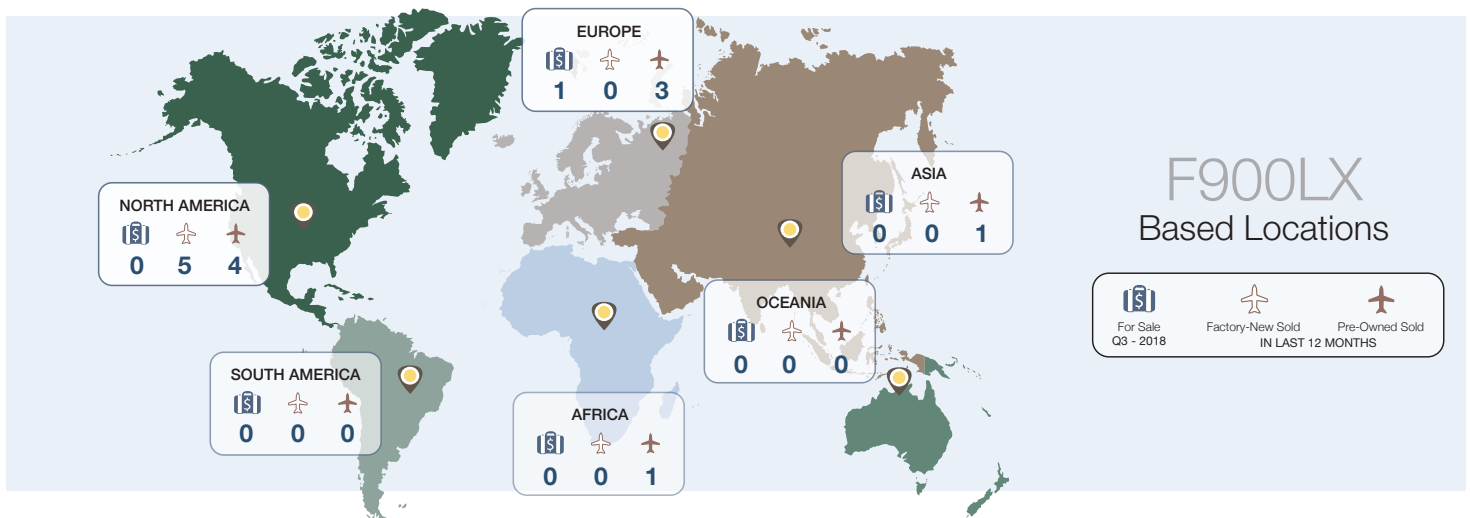 EUROPE
1 0 3
NORTH AMERICA
0 5 4
ASIA
0 0 1
OCEANIA
0 0 0
SOUTH AMERICA
0 0 0
AFRICA
0 0 1
F900LX
Based Locations
For Sale
Q3 - 2018
Factory-New Sold
Pre-Owned Sold
IN LAST 12 MONTHS